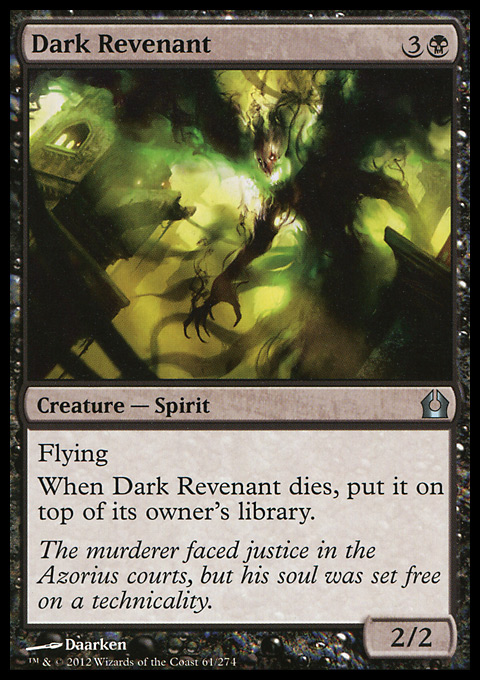 Dark Revenant 3
Creature — Spirit
Flying
When Dark Revenant dies, put it on
top of its owner's library.
The murderer faced justice in the
Azorius courts, but his soul was set free
on a technicality.
2/2
Daarken
™ & © 2012 Wizards of the Coast 61/274